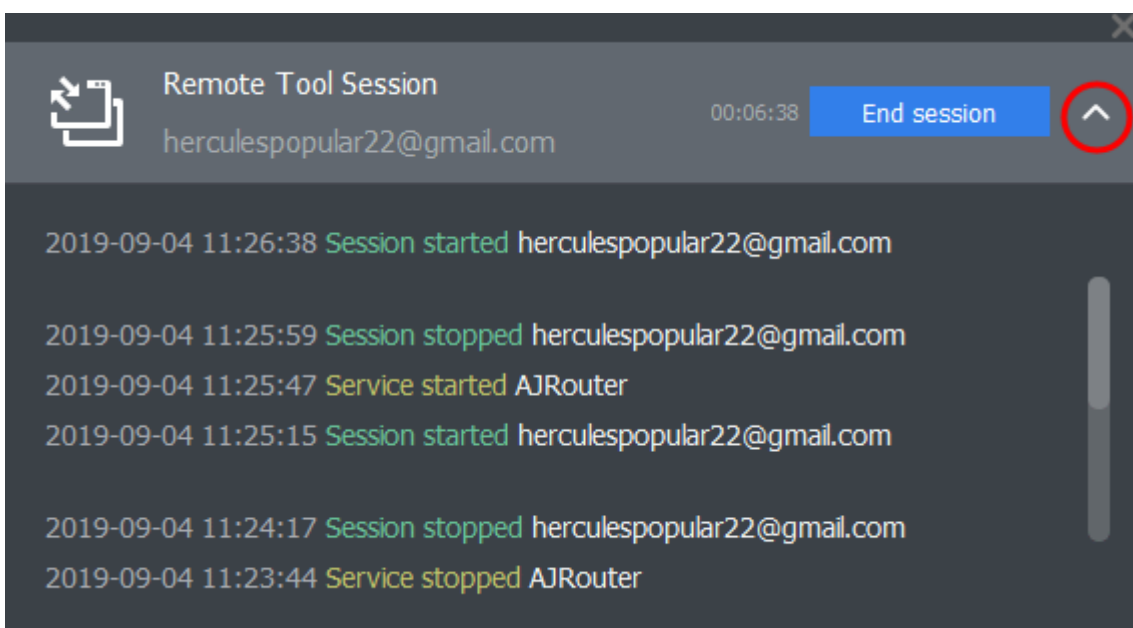 Remote Tool Session
herculespopular22@gmail.com
00:06:38
End session
2019-09-04 11:26:38 Session started herculespopular22@gmail.com
2019-09-04 11:25:59 Session stopped herculespopular22@gmail.com
2019-09-04 11:25:47 Service started AJRouter
2019-09-04 11:25:15 Session started herculespopular22@gmail.com
2019-09-04 11:24:17 Session stopped herculespopular22@gmail.com
2019-09-04 11:23:44 Service stopped AJRouter